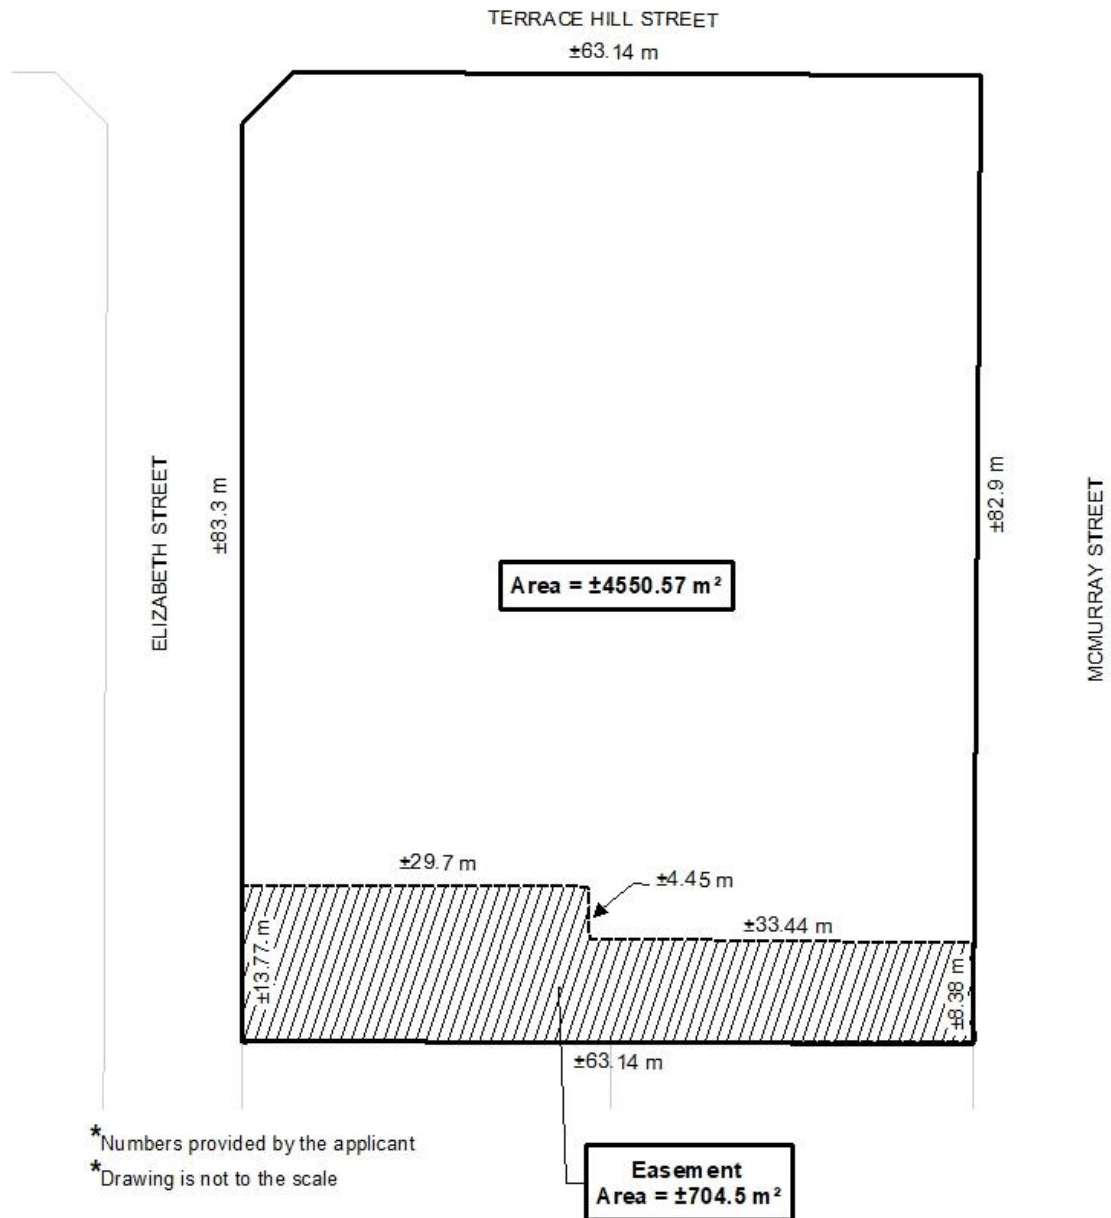 TERRACE HILL STREET
±63.14 m
ELIZABETH STREET
±83.3 m
±82.9 m
MCMURRAY STREET
Area = ±4550.57 m²
±29.7 m
±4.45 m
±33.44 m
±13.77. m
±8.38 m
±63.14 m
*Numbers provided by the applicant
*Drawing is not to the scale
Easement
Area = ±704.5 m²